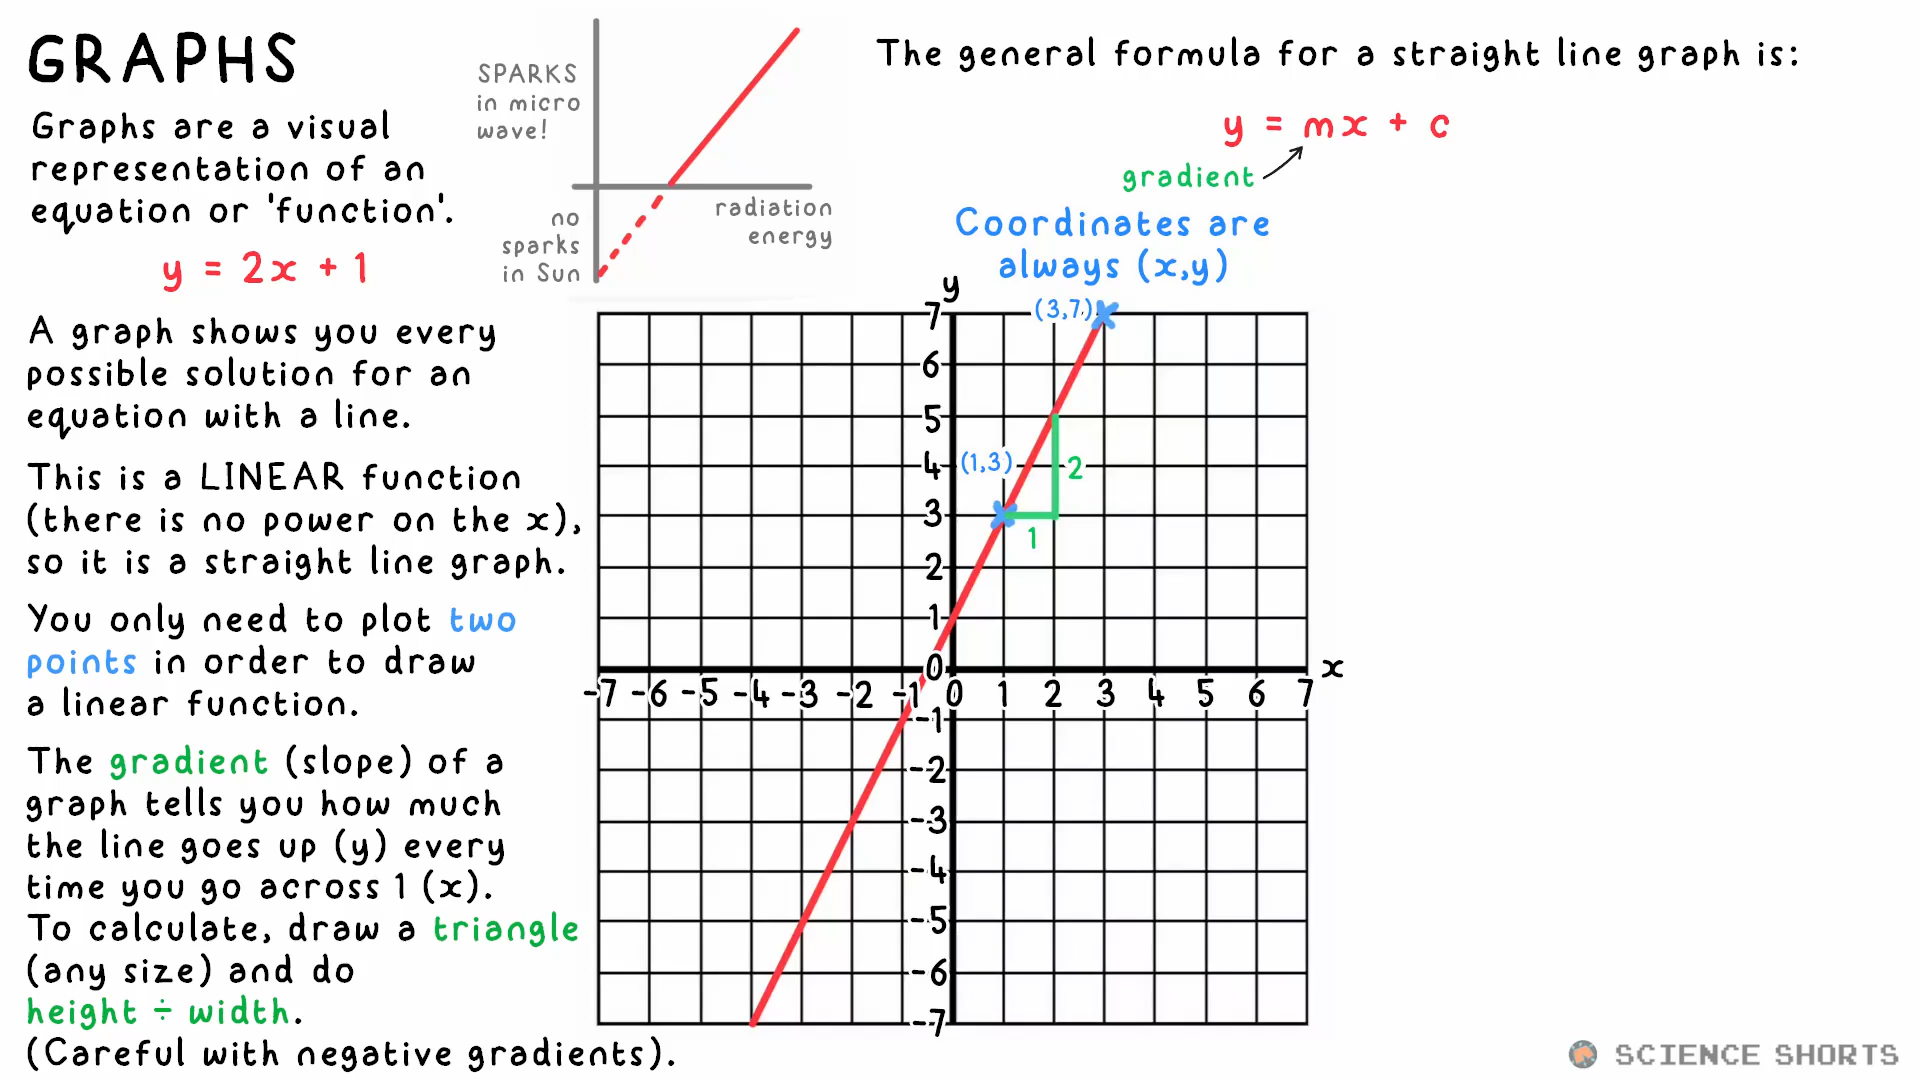 GRAPHS
Graphs are a visual
representation of an
equation or 'function'.
y = 2x + 1
A graph shows you every
possible solution for an
equation with a line.
This is a LINEAR function
(there is no power on the x),
so it is a straight line graph.
You only need to plot two
points in order to draw
a linear function.
The gradient (slope) of a
graph tells you how much
the line goes up (y) every
time you go across 1 (x).
To calculate, draw a triangle
(any size) and do
height ÷ width.
(Careful with negative gradients).
SPARKS
in micro
wave!
no
sparks
in Sun
radiation
energy
The general formula for a straight line graph is:
y = mx + c
gradient
Coordinates are
always (x,y)
y
(3,7)
7
6
5
4
(1,3)
2
3
1
2
1
0
x
-7 -6 -5 -4 -3 -2 -1 0 1 2 3 4 5 6 7
-1
-2
-3
-4
-5
-6
-7
SCIENCE SHORTS